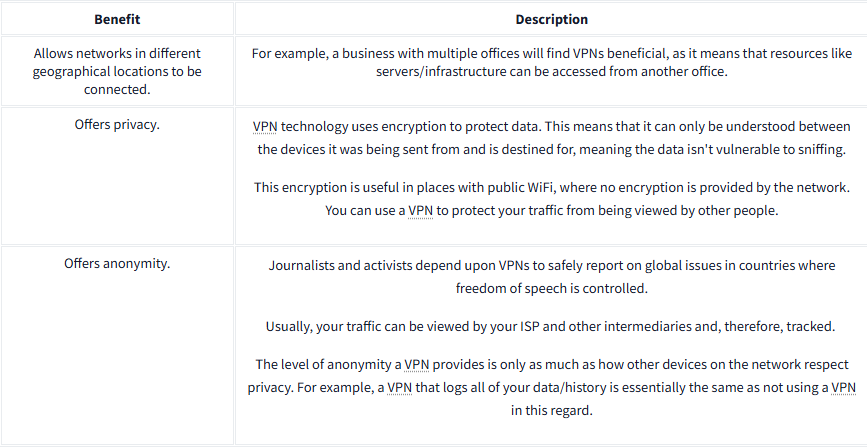 Benefit
Description
Allows networks in different
geographical locations to be
connected.
For example, a business with multiple offices will find VPNs beneficial, as it means that resources like
servers/infrastructure can be accessed from another office.
Offers privacy.
VPN technology uses encryption to protect data. This means that it can only be understood between
the devices it was being sent from and is destined for, meaning the data isn't vulnerable to sniffing.
This encryption is useful in places with public WiFi, where no encryption is provided by the network.
You can use a VPN to protect your traffic from being viewed by other people.
Offers anonymity.
Journalists and activists depend upon VPNs to safely report on global issues in countries where
freedom of speech is controlled.
Usually, your traffic can be viewed by your ISP and other intermediaries and, therefore, tracked.
The level of anonymity a VPN provides is only as much as how other devices on the network respect
privacy. For example, a VPN that logs all of your data/history is essentially the same as not using a VPN
in this regard.